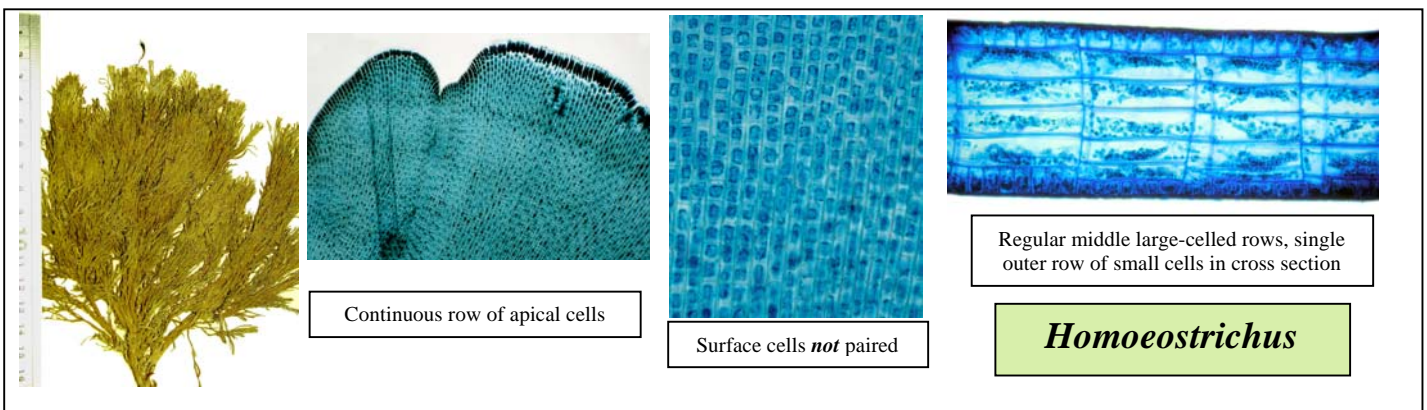 Continuous row of apical cells
Surface cells not paired
Regular middle large-celled rows, single
outer row of small cells in cross section
Homoeostrichus